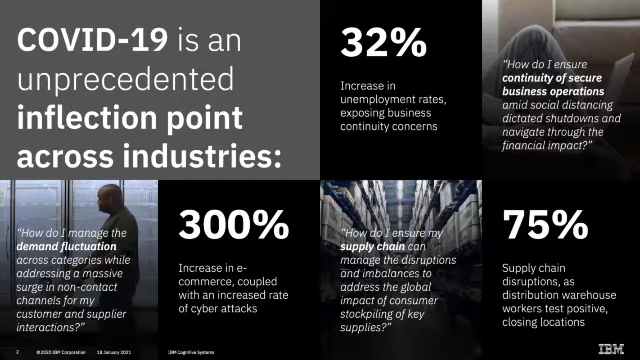 COVID-19 is an
unprecedented
inflection point
across industries:
32%
Increase in
unemployment rates,
exposing business
continuity concerns
“How do I ensure
continuity of secure
business operations
amid social distancing
dictated shutdowns and
navigate through the
financial impact?”
“How do I manage the
demand fluctuation
across categories while
addressing a massive
surge in non-contact
channels for my
customer and supplier
interactions?”
300%
Increase in e-
commerce, coupled
with an increased rate
of cyber attacks
“How do I ensure my
supply chain can
manage the disruptions
and imbalances to
address the global
impact of consumer
stockpiling of key
supplies?”
75%
Supply chain
disruptions, as
distribution warehouse
workers test positive,
closing locations
2 ©2020 IBM Corporation 18 January 2021 IBM Cognitive Systems
IBM